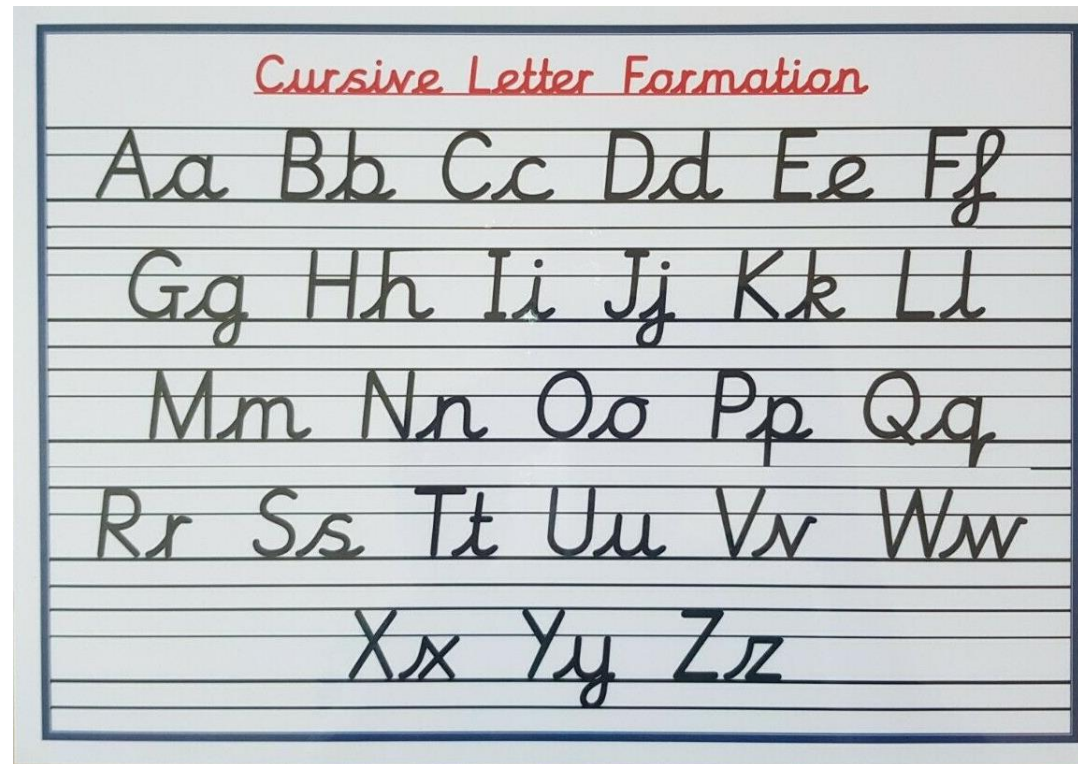 Cursive Letter Formation
Aa Bb Cc Dd Ee Ff
Gg Hh Ii Jj Kk Ll
Mm Nn Oo Pp Qq
Rr Ss Tt Uu Vv Ww
Xx Yy Zz